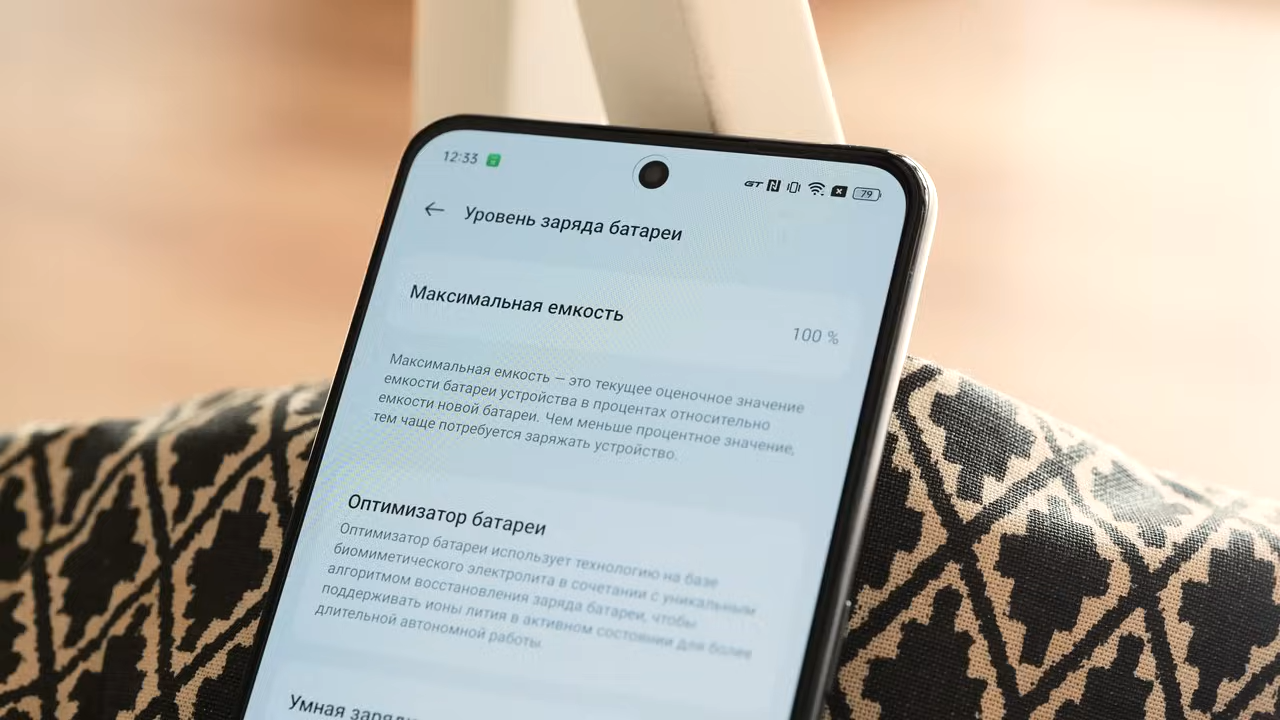 12:33 GT 79
Уровень заряда батареи
Максимальная емкость
100 %
Максимальная емкость — это текущее оценочное значение
емкости батареи устройства в процентах относительно
емкости новой батареи. Чем меньше процентное значение,
тем чаще потребуется заряжать устройство.
Оптимизатор батареи
Оптимизатор батареи использует технологию на базе
биомиметического электролита в сочетании с уникальным
алгоритмом восстановления заряда батареи, чтобы
поддерживать ионы лития в активном состоянии для более
длительной автономной работы.
Умная